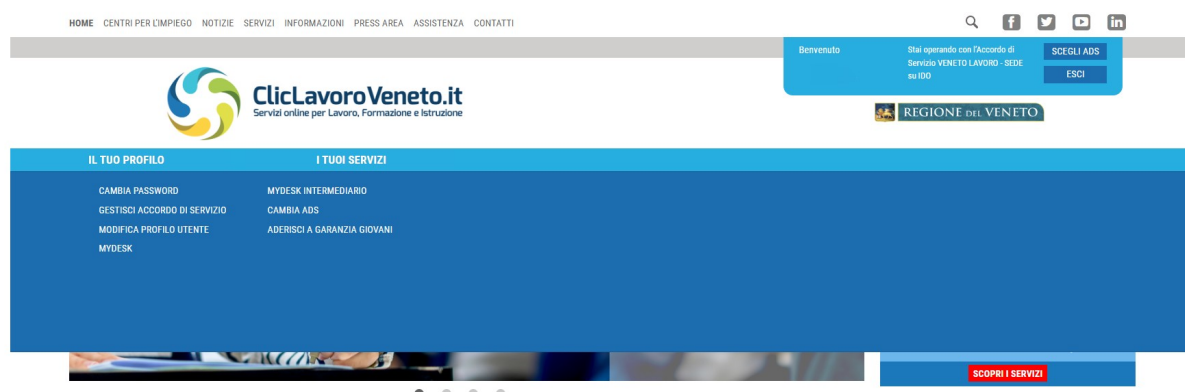 HOME CENTRI PER L'IMPIEGO NOTIZIE SERVIZI INFORMAZIONI PRESS AREA ASSISTENZA CONTATTI
Benvenuto
Stai operando con l'Accordo di
Servizio VENETO LAVORO - SEDE
su IDO
SCEGLI ADS
ESCI
ClicLavoroVeneto.it
Servizi online per Lavoro, Formazione e Istruzione
REGIONE DEL VENETO
IL TUO PROFILO
I TUOI SERVIZI
CAMBIA PASSWORD
GESTISCI ACCORDO DI SERVIZIO
MODIFICA PROFILO UTENTE
MYDESK
MYDESK INTERMEDIARIO
CAMBIA ADS
ADERISCI A GARANZIA GIOVANI
SCOPRI I SERVIZI